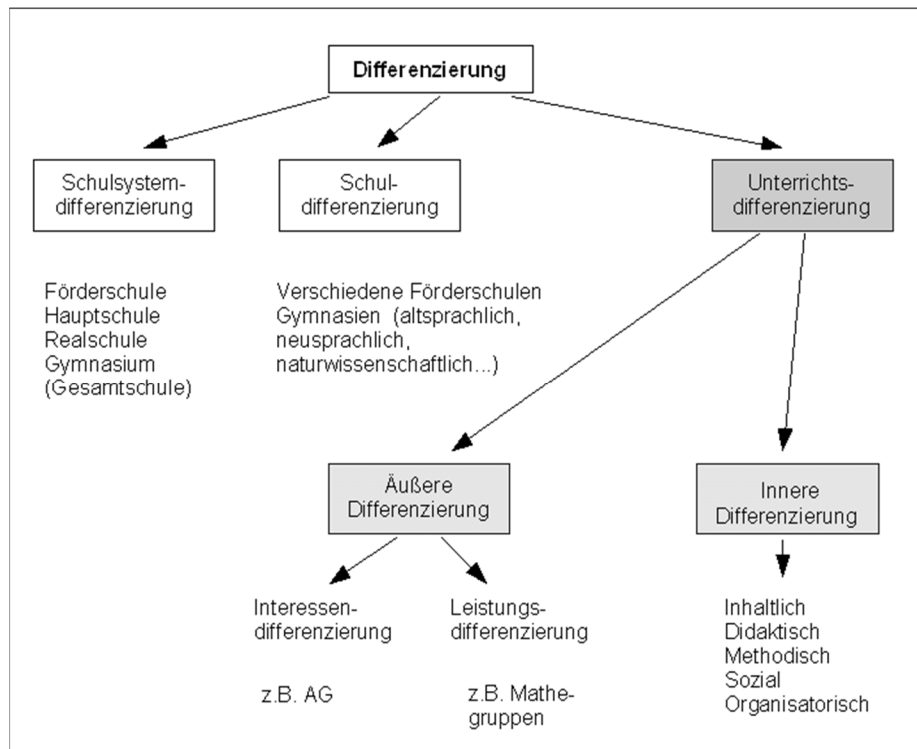 Differenzierung
Schulsystem-
differenzierung
Schul-
differenzierung
Unterrichts-
differenzierung
Förderschule
Hauptschule
Realschule
Gymnasium
(Gesamtschule)
Verschiedene Förderschulen
Gymnasien (altsprachlich,
neusprachlich,
naturwissenschaftlich...)
Äußere
Differenzierung
Innere
Differenzierung
Interessen-
differenzierung
z.B. AG
Leistungs-
differenzierung
z.B. Mathe-
gruppen
Inhaltlich
Didaktisch
Methodisch
Sozial
Organisatorisch